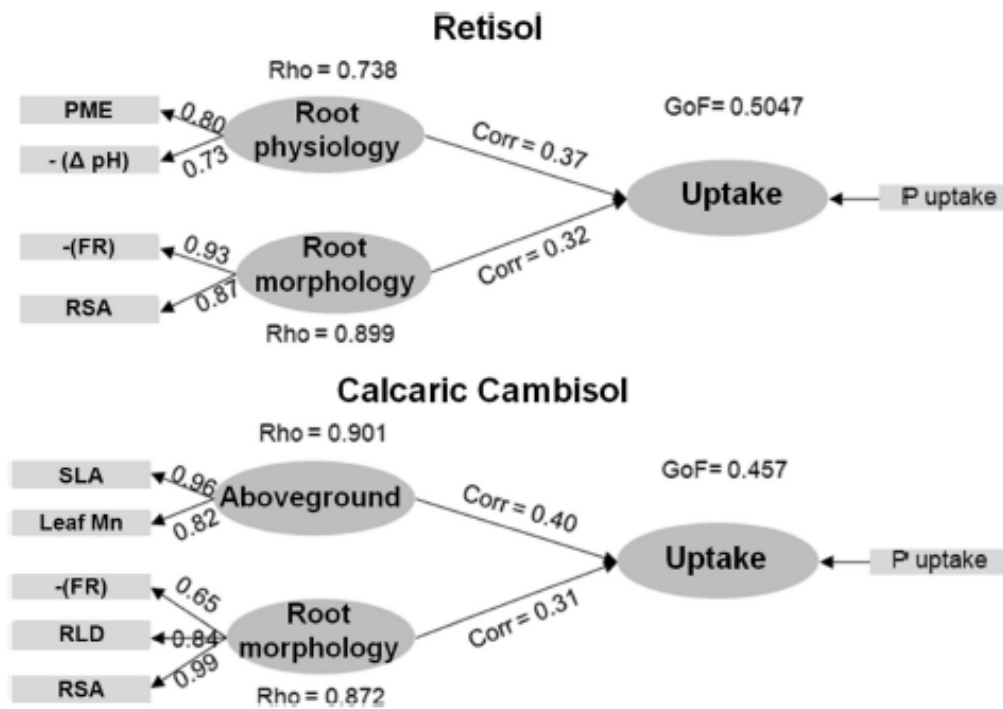 Retisol
Rho = 0.738
PME
0.80
Root
physiology
GoF= 0.5047
- (Δ pH)
0.73
Corr = 0.37
Uptake
P uptake
-(FR)
0.93
Root
morphology
Corr = 0.32
RSA
0.87
Rho = 0.899
Calcaric Cambisol
Rho = 0.901
SLA
0.96
Aboveground
GoF= 0.457
Leaf Mn
0.82
Corr = 0.40
Uptake
P uptake
-(FR)
0.65
RLD
0.84
Root
morphology
Corr = 0.31
RSA
0.99
Rho = 0.872